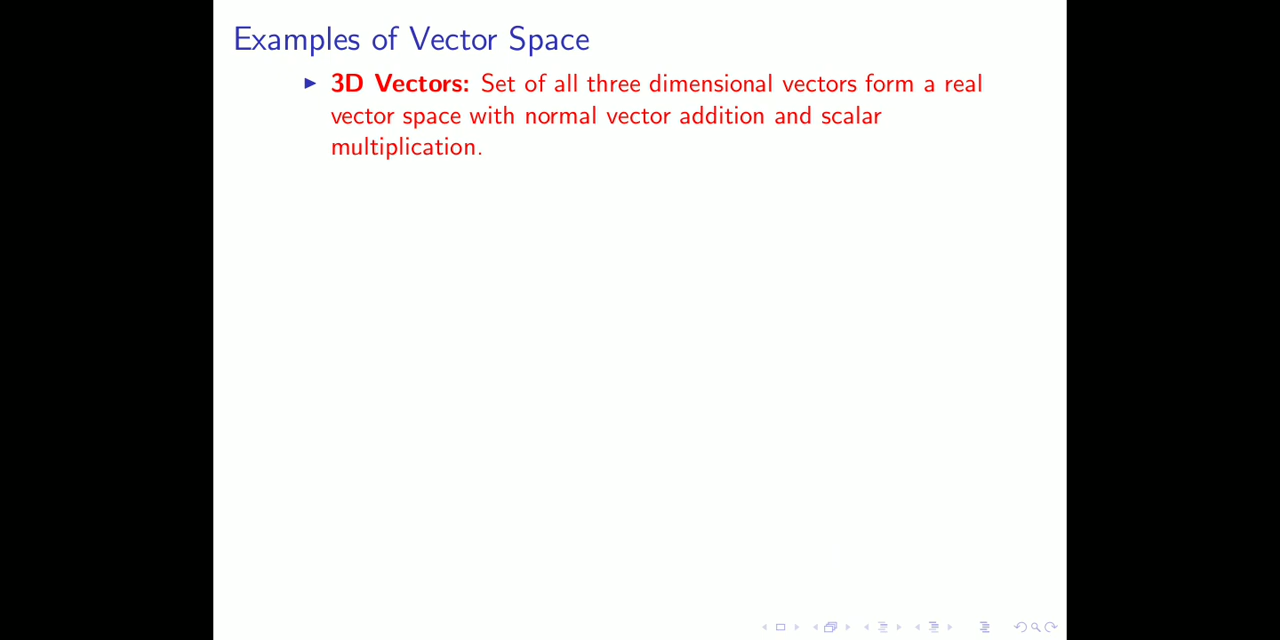 Examples of Vector Space
3D Vectors: Set of all three dimensional vectors form a real
vector space with normal vector addition and scalar
multiplication.